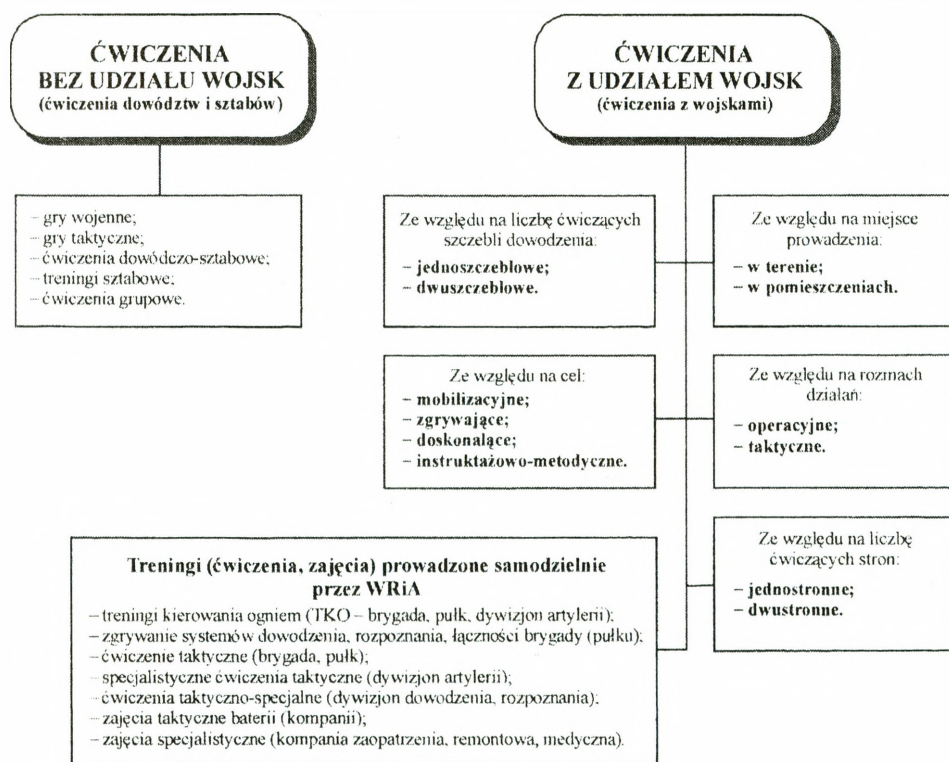 ĆWICZENIA
BEZ UDZIAŁU WOJSK
(ćwiczenia dowództw i sztabów)
– gry wojenne;
– gry taktyczne;
– ćwiczenia dowódczo-sztabowe;
– treningi sztabowe;
– ćwiczenia grupowe.
ĆWICZENIA
Z UDZIAŁEM WOJSK
(ćwiczenia z wojskami)
Ze względu na liczbę ćwiczących
szczebli dowodzenia:
– jednoszczeblowe;
– dwuszczeblowe.
Ze względu na miejsce
prowadzenia:
– w terenie;
– w pomieszczeniach.
Ze względu na cel:
– mobilizacyjne;
– zgrywające;
– doskonalące;
– instruktażowo-metodyczne.
Ze względu na rozmach
działań:
– operacyjne;
– taktyczne.
Ze względu na liczbę
ćwiczących stron:
– jednostronne;
– dwustronne.
Treningi (ćwiczenia, zajęcia) prowadzone samodzielnie
przez WRiA
– treningi kierowania ogniem (TKO – brygada, pułk, dywizjon artylerii);
– zgrywanie systemów dowodzenia, rozpoznania, łączności brygady (pułku);
– ćwiczenie taktyczne (brygada, pułk);
– specjalistyczne ćwiczenia taktyczne (dywizjon artylerii);
– ćwiczenia taktyczno-specjalne (dywizjon dowodzenia, rozpoznania);
– zajęcia taktyczne baterii (kompanii);
– zajęcia specjalistyczne (kompania zaopatrzenia, remontowa, medyczna).